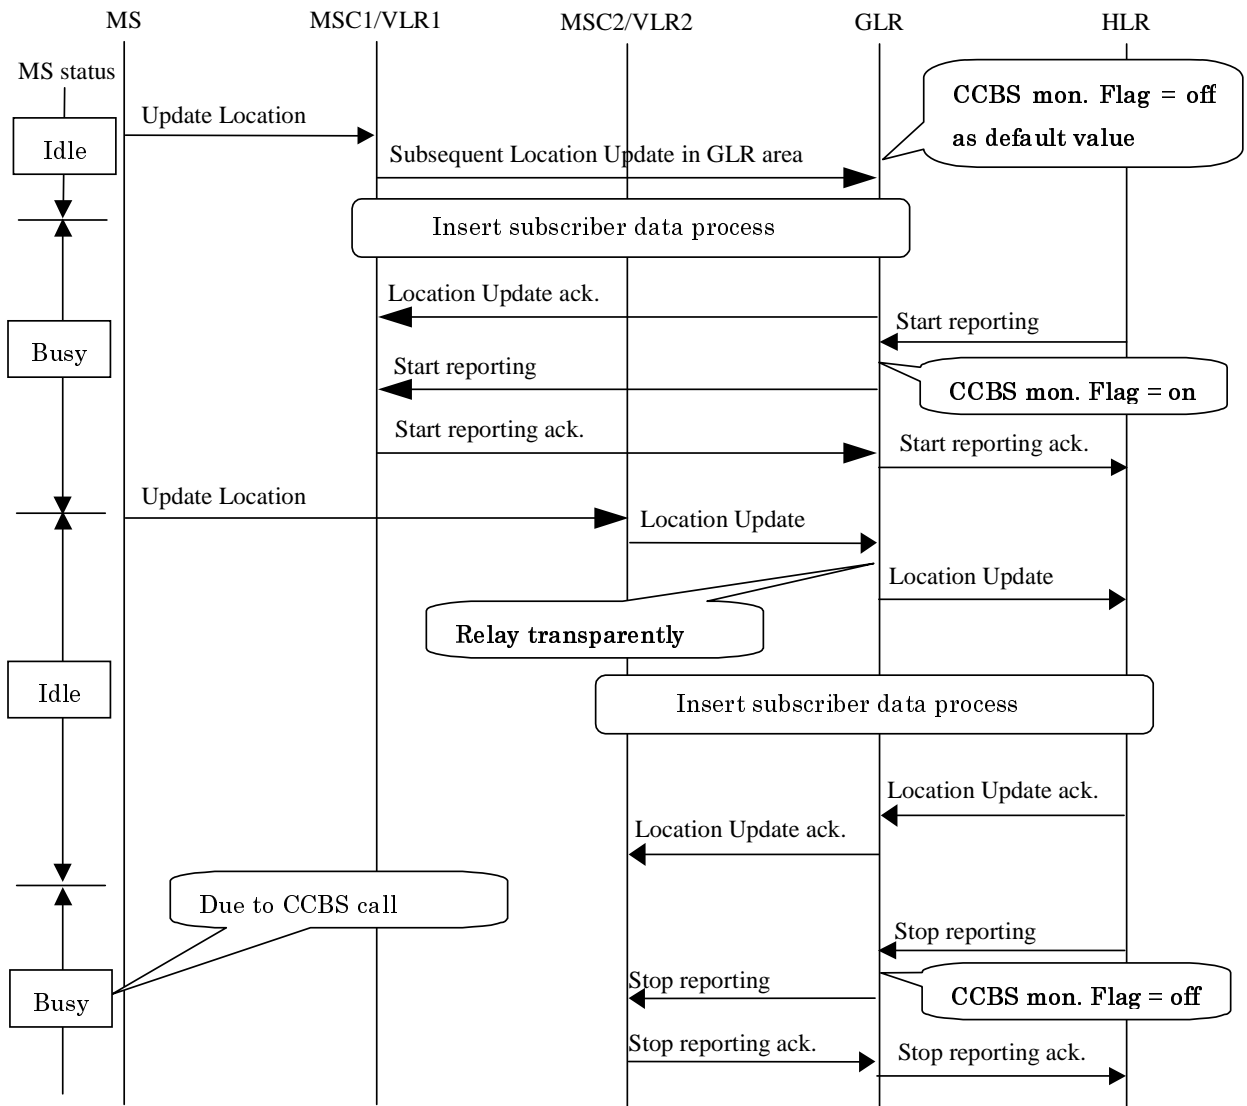 MS
MSC1/VLR1
MSC2/VLR2
GLR
HLR
MS status
CCBS mon. Flag = off
as default value
Update Location
Idle
Subsequent Location Update in GLR area
Insert subscriber data process
Location Update ack.
Start reporting
Busy
Start reporting
CCBS mon. Flag = on
Start reporting ack.
Start reporting ack.
Update Location
Location Update
Location Update
Relay transparently
Idle
Insert subscriber data process
Location Update ack.
Location Update ack.
Due to CCBS call
Stop reporting
Stop reporting
CCBS mon. Flag = off
Busy
Stop reporting ack.
Stop reporting ack.